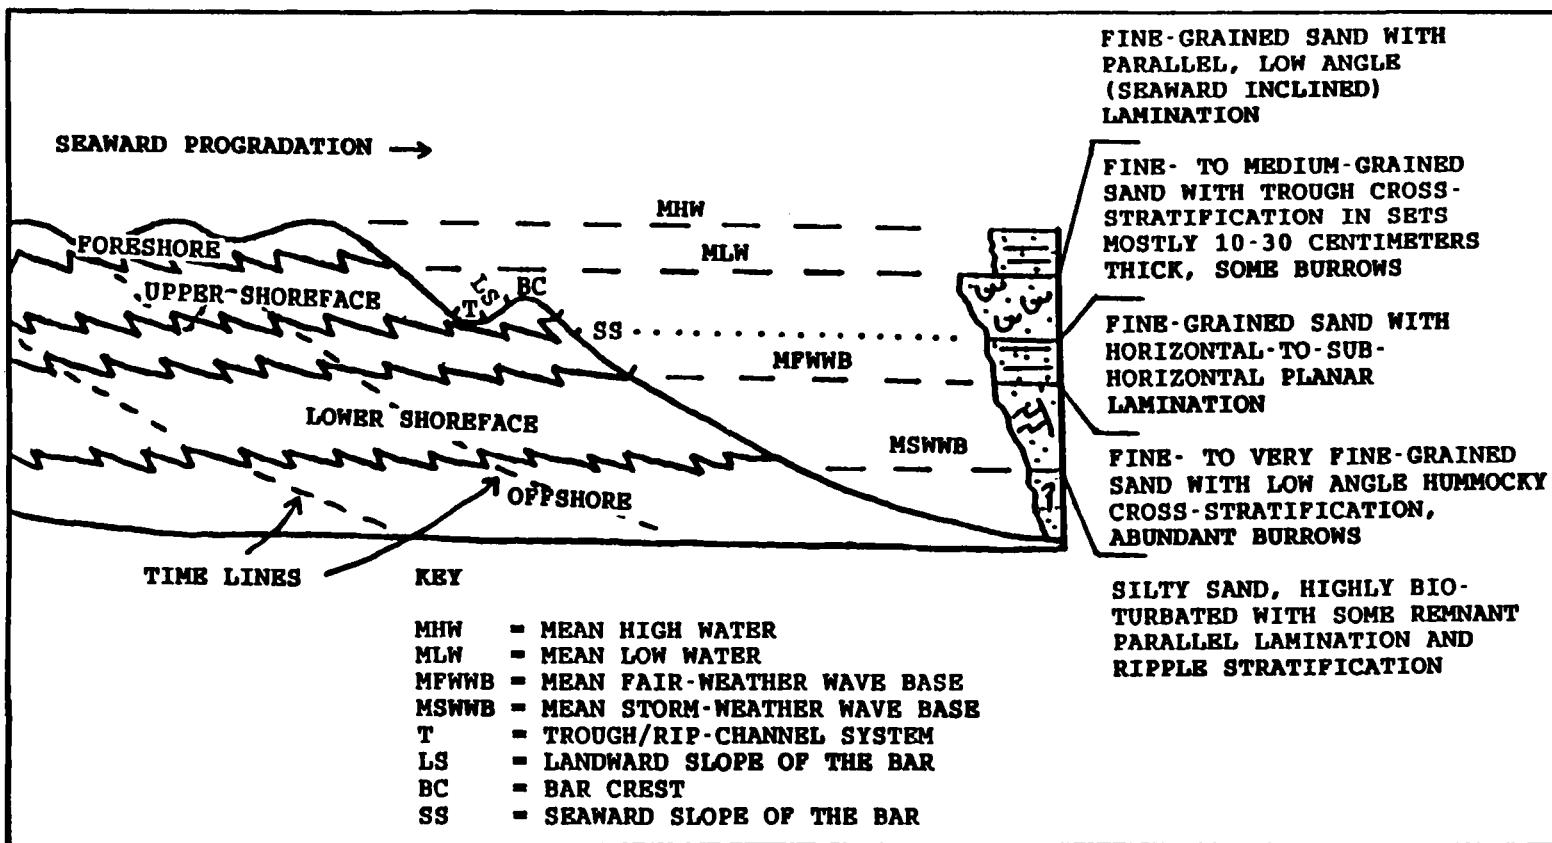 FINE-GRAINED SAND WITH
PARALLEL, LOW ANGLE
(SEAWARD INCLINED)
LAMINATION
SEAWARD PROGRADATION
FINE- TO MEDIUM-GRAINED
SAND WITH TROUGH CROSS-
STRATIFICATION IN SETS
MOSTLY 10-30 CENTIMETERS
THICK, SOME BURROWS
MHW
FORESHORE
MLW
UPPER-SHOREFACE
T
LS
BC
SS
FINE-GRAINED SAND WITH
HORIZONTAL-TO-SUB-
HORIZONTAL PLANAR
LAMINATION
MFWWB
LOWER SHOREFACE
MSWWB
FINE- TO VERY FINE-GRAINED
SAND WITH LOW ANGLE HUMMOCKY
CROSS-STRATIFICATION,
ABUNDANT BURROWS
OFFSHORE
TIME LINES
SILTY SAND, HIGHLY BIO-
TURBATED WITH SOME REMNANT
PARALLEL LAMINATION AND
RIPPLE STRATIFICATION
KEY
MHW = MEAN HIGH WATER
MLW = MEAN LOW WATER
MFWWB = MEAN FAIR-WEATHER WAVE BASE
MSWWB = MEAN STORM-WEATHER WAVE BASE
T = TROUGH/RIP-CHANNEL SYSTEM
LS = LANDWARD SLOPE OF THE BAR
BC = BAR CREST
SS = SEAWARD SLOPE OF THE BAR